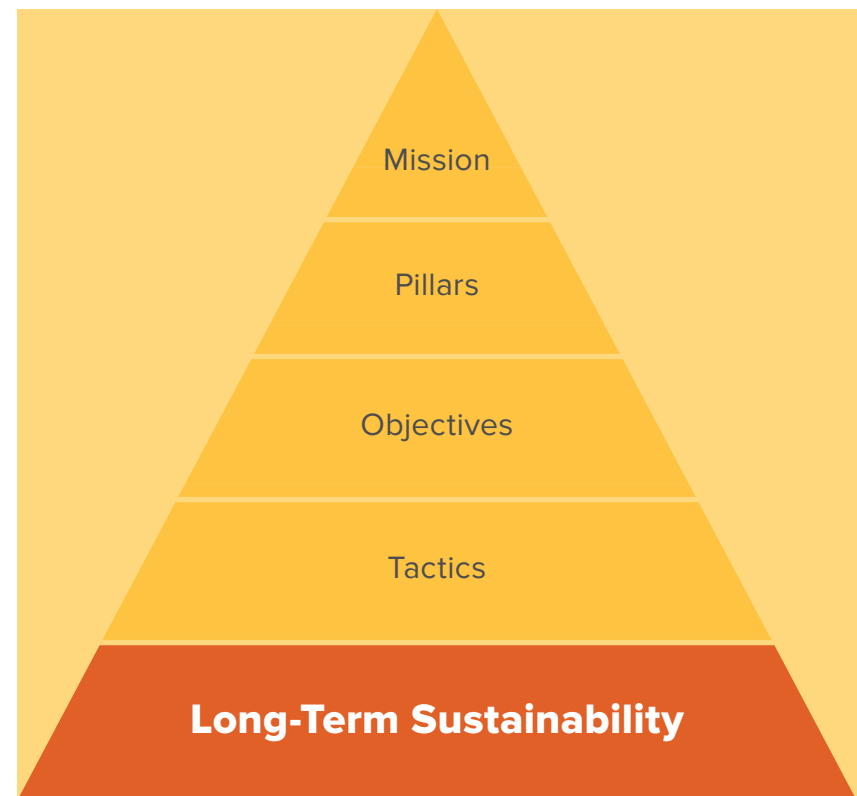 Mission
Pillars
Objectives
Tactics
Long-Term Sustainability